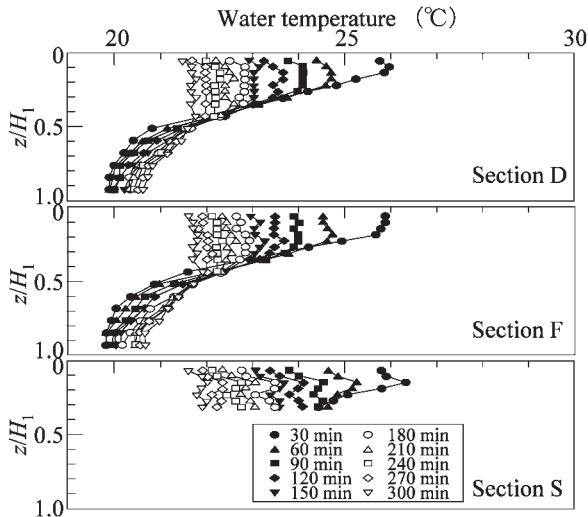 Water temperature (℃)
20 25 30
0
0.5
1.0
z/H1
Section D
0
0.5
1.0
z/H1
Section F
0
0.5
1.0
z/H1
Section S
30 min 180 min
60 min 210 min
90 min 240 min
120 min 270 min
150 min 300 min